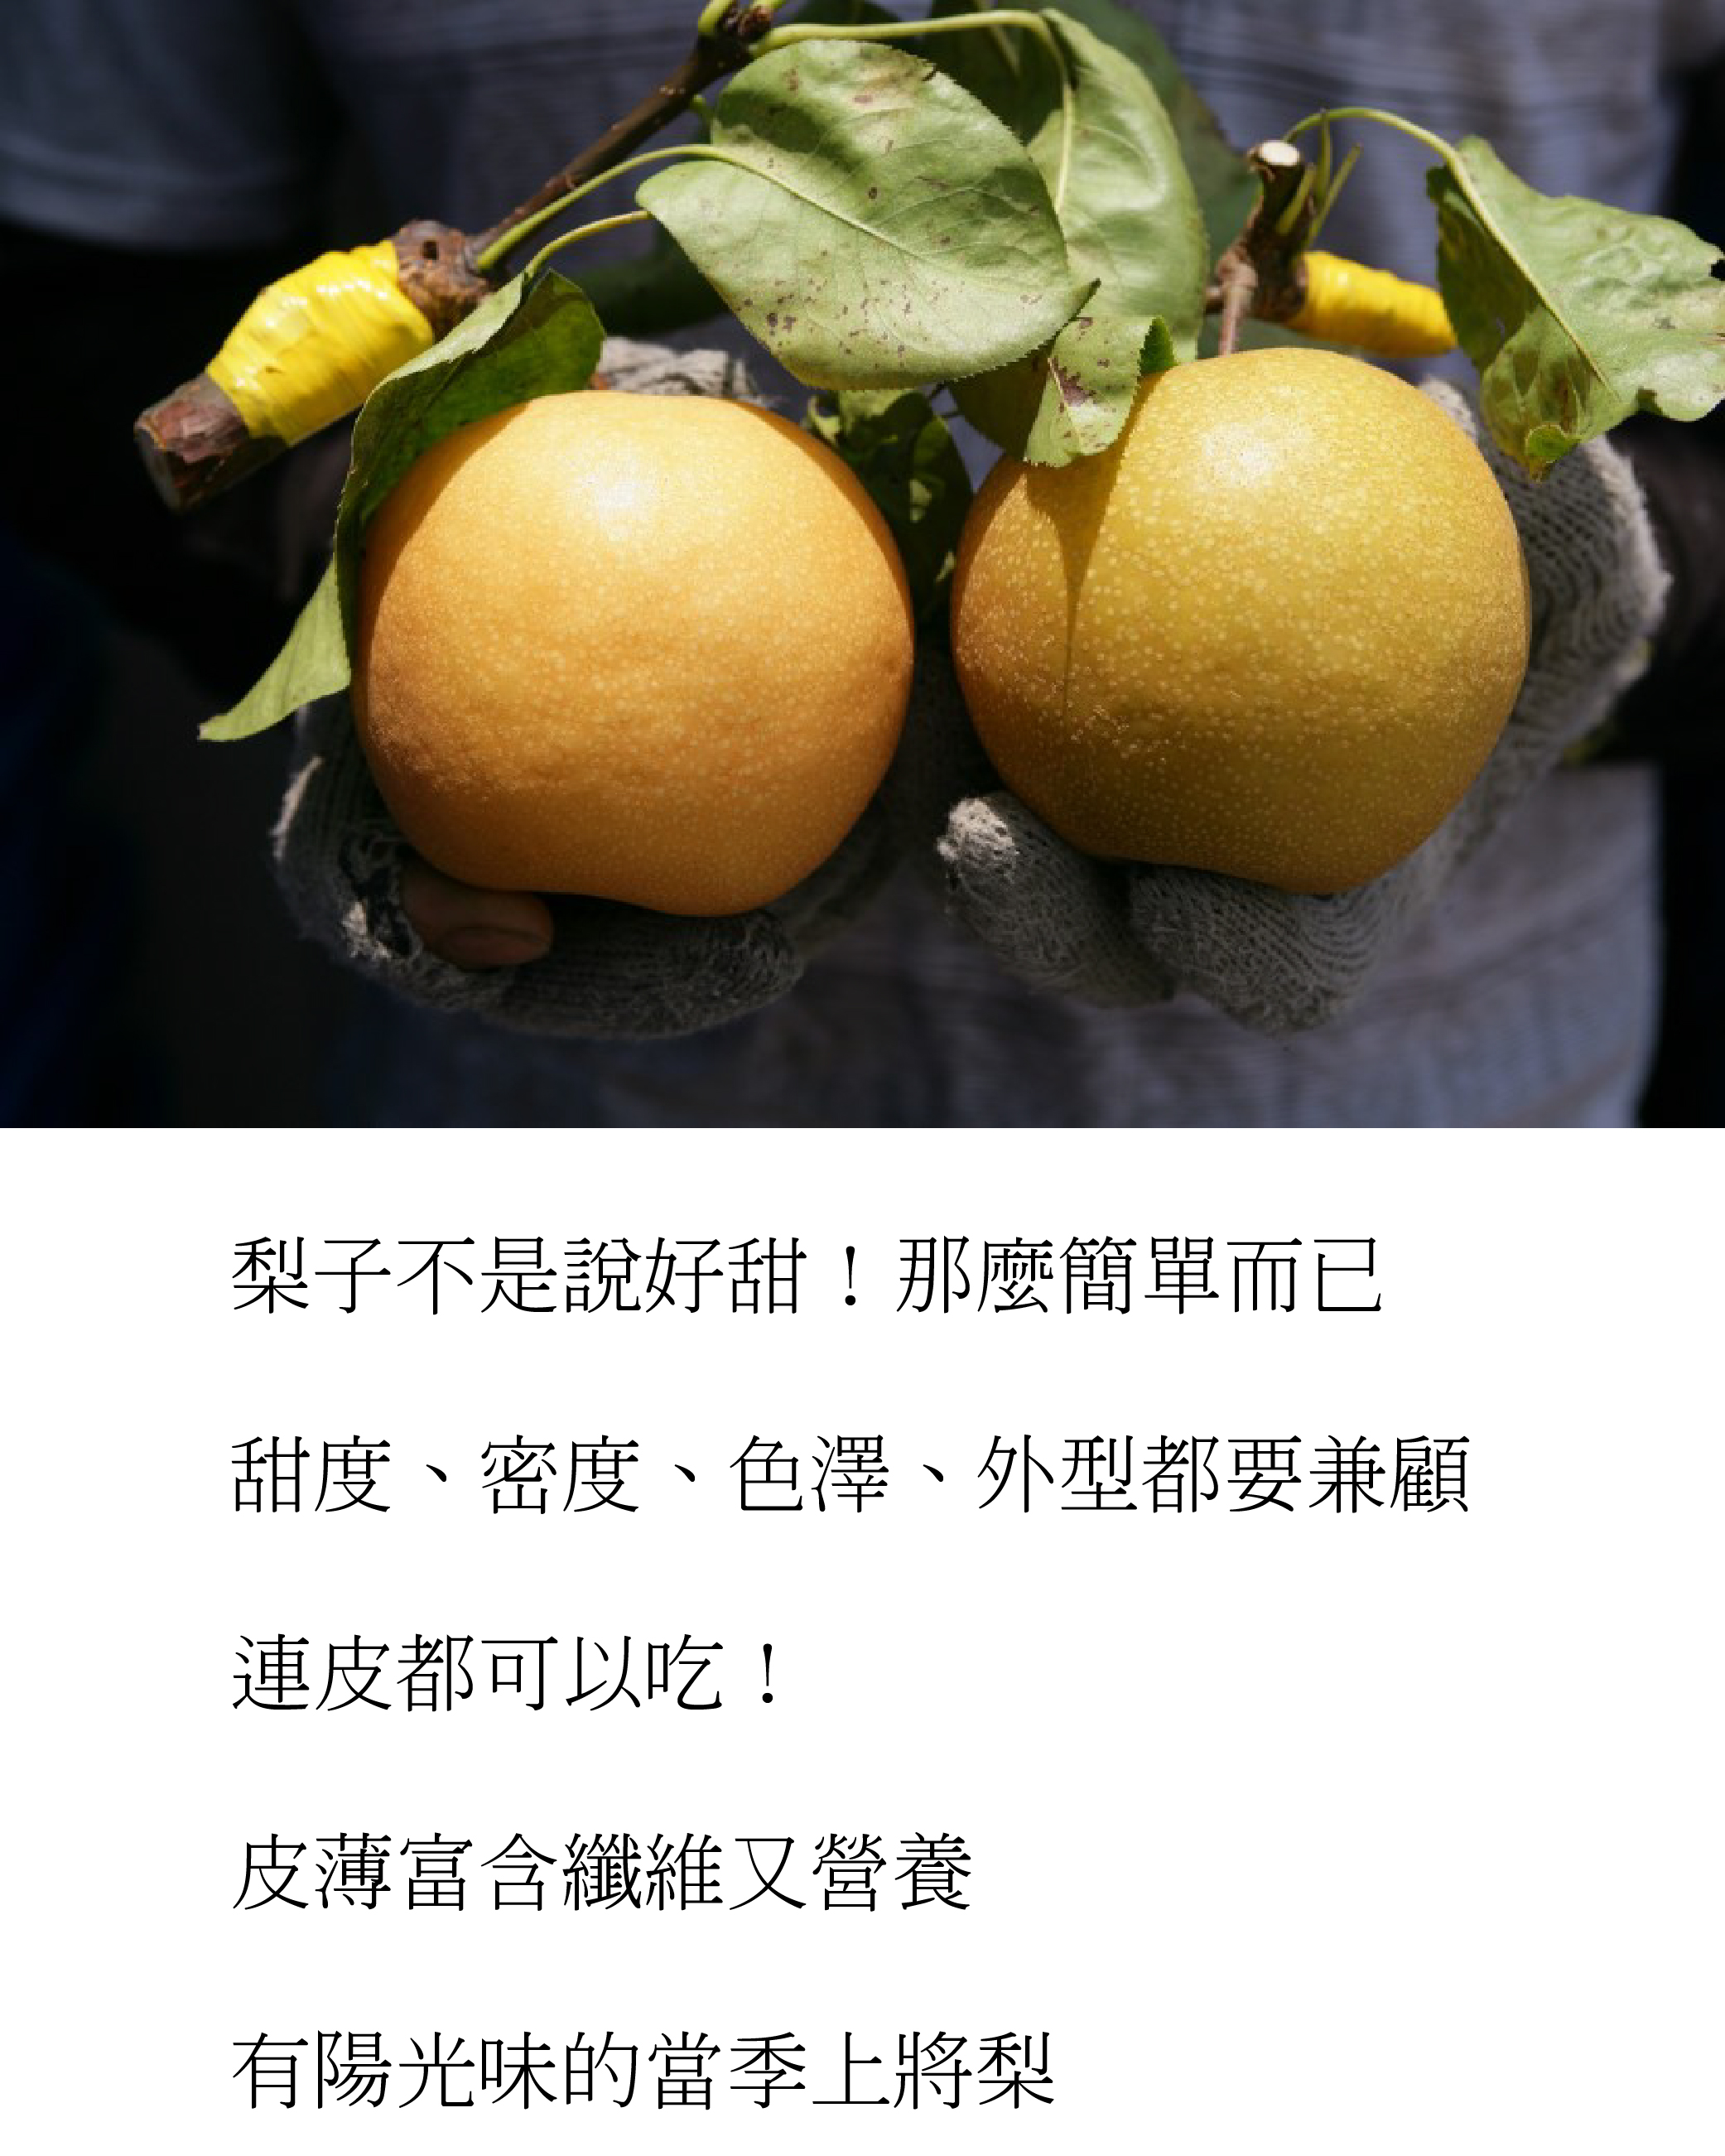 梨子不是說好甜！那麼簡單而已
甜度、密度、色澤、外型都要兼顧
連皮都可以吃！
皮薄富含纖維又營養
有陽光味的當季上將梨